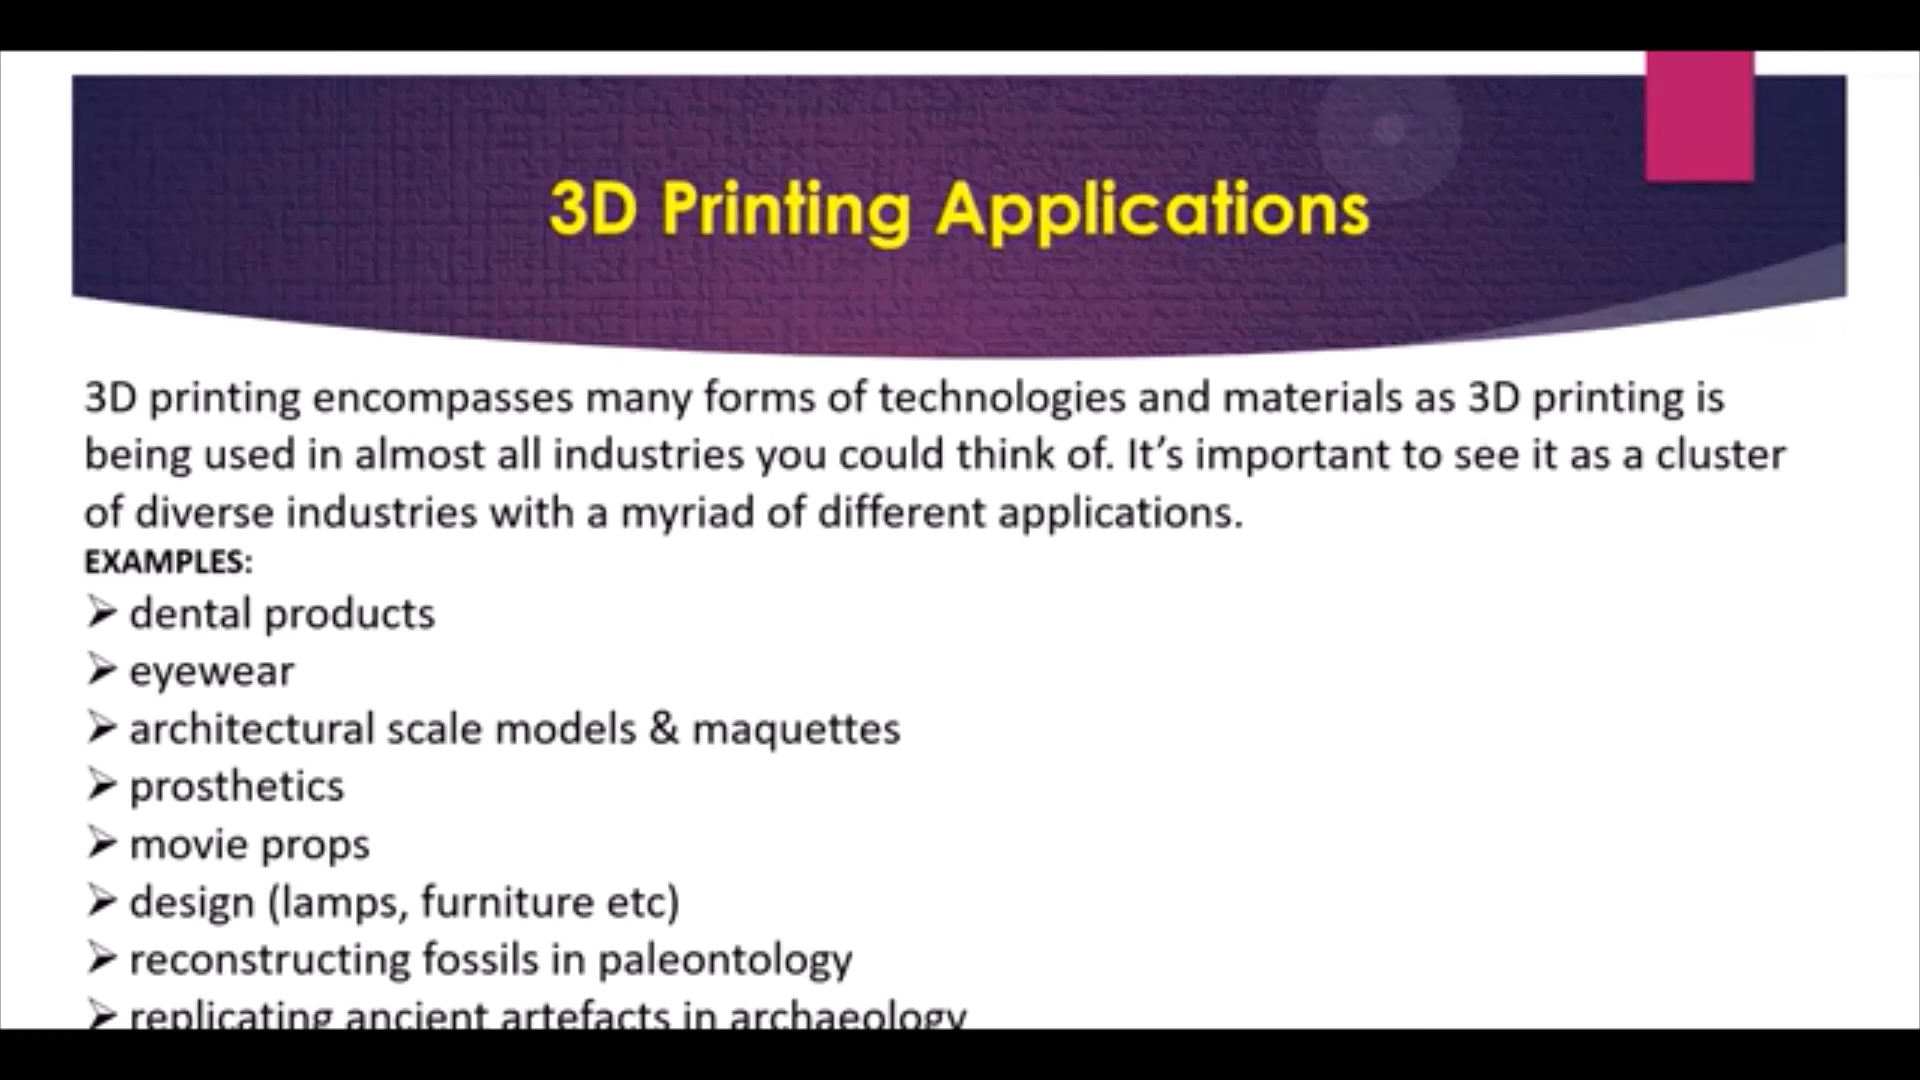 3D Printing Applications
3D printing encompasses many forms of technologies and materials as 3D printing is
being used in almost all industries you could think of. It’s important to see it as a cluster
of diverse industries with a myriad of different applications.
EXAMPLES:
➢ dental products
➢ eyewear
➢ architectural scale models & maquettes
➢ prosthetics
➢ movie props
➢ design (lamps, furniture etc)
➢ reconstructing fossils in paleontology
➢ replicating ancient artefacts in archaeology